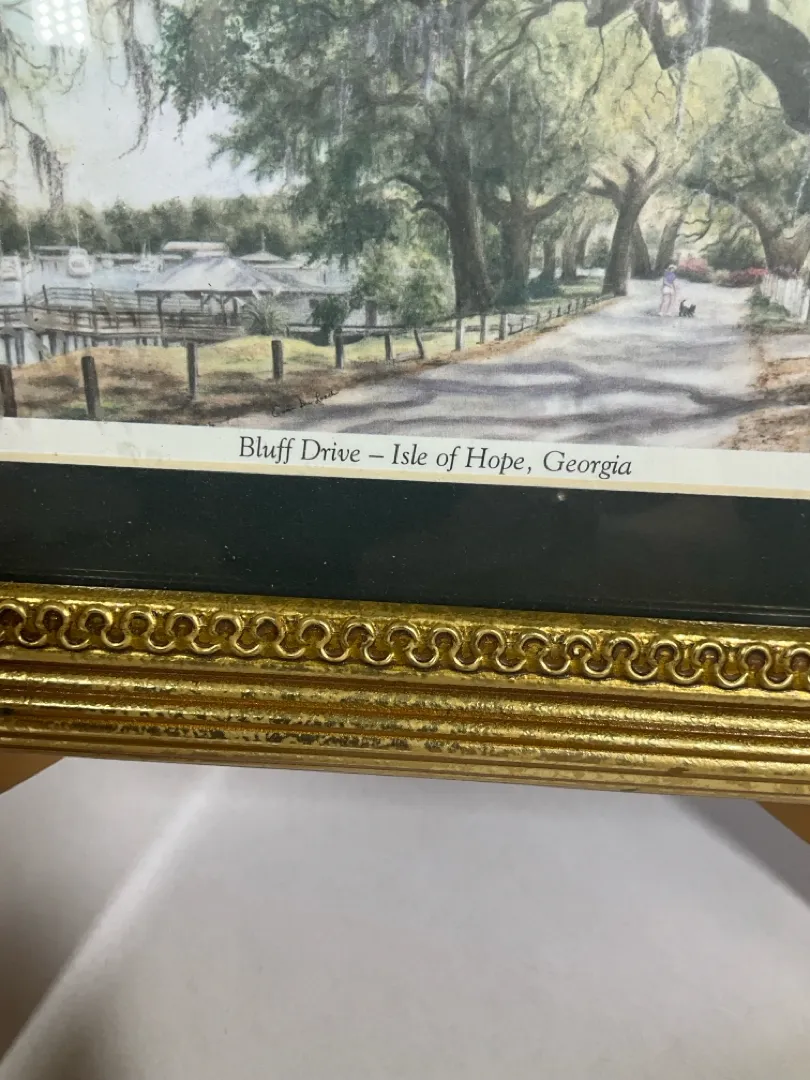 Bluff Drive – Isle of Hope, Georgia